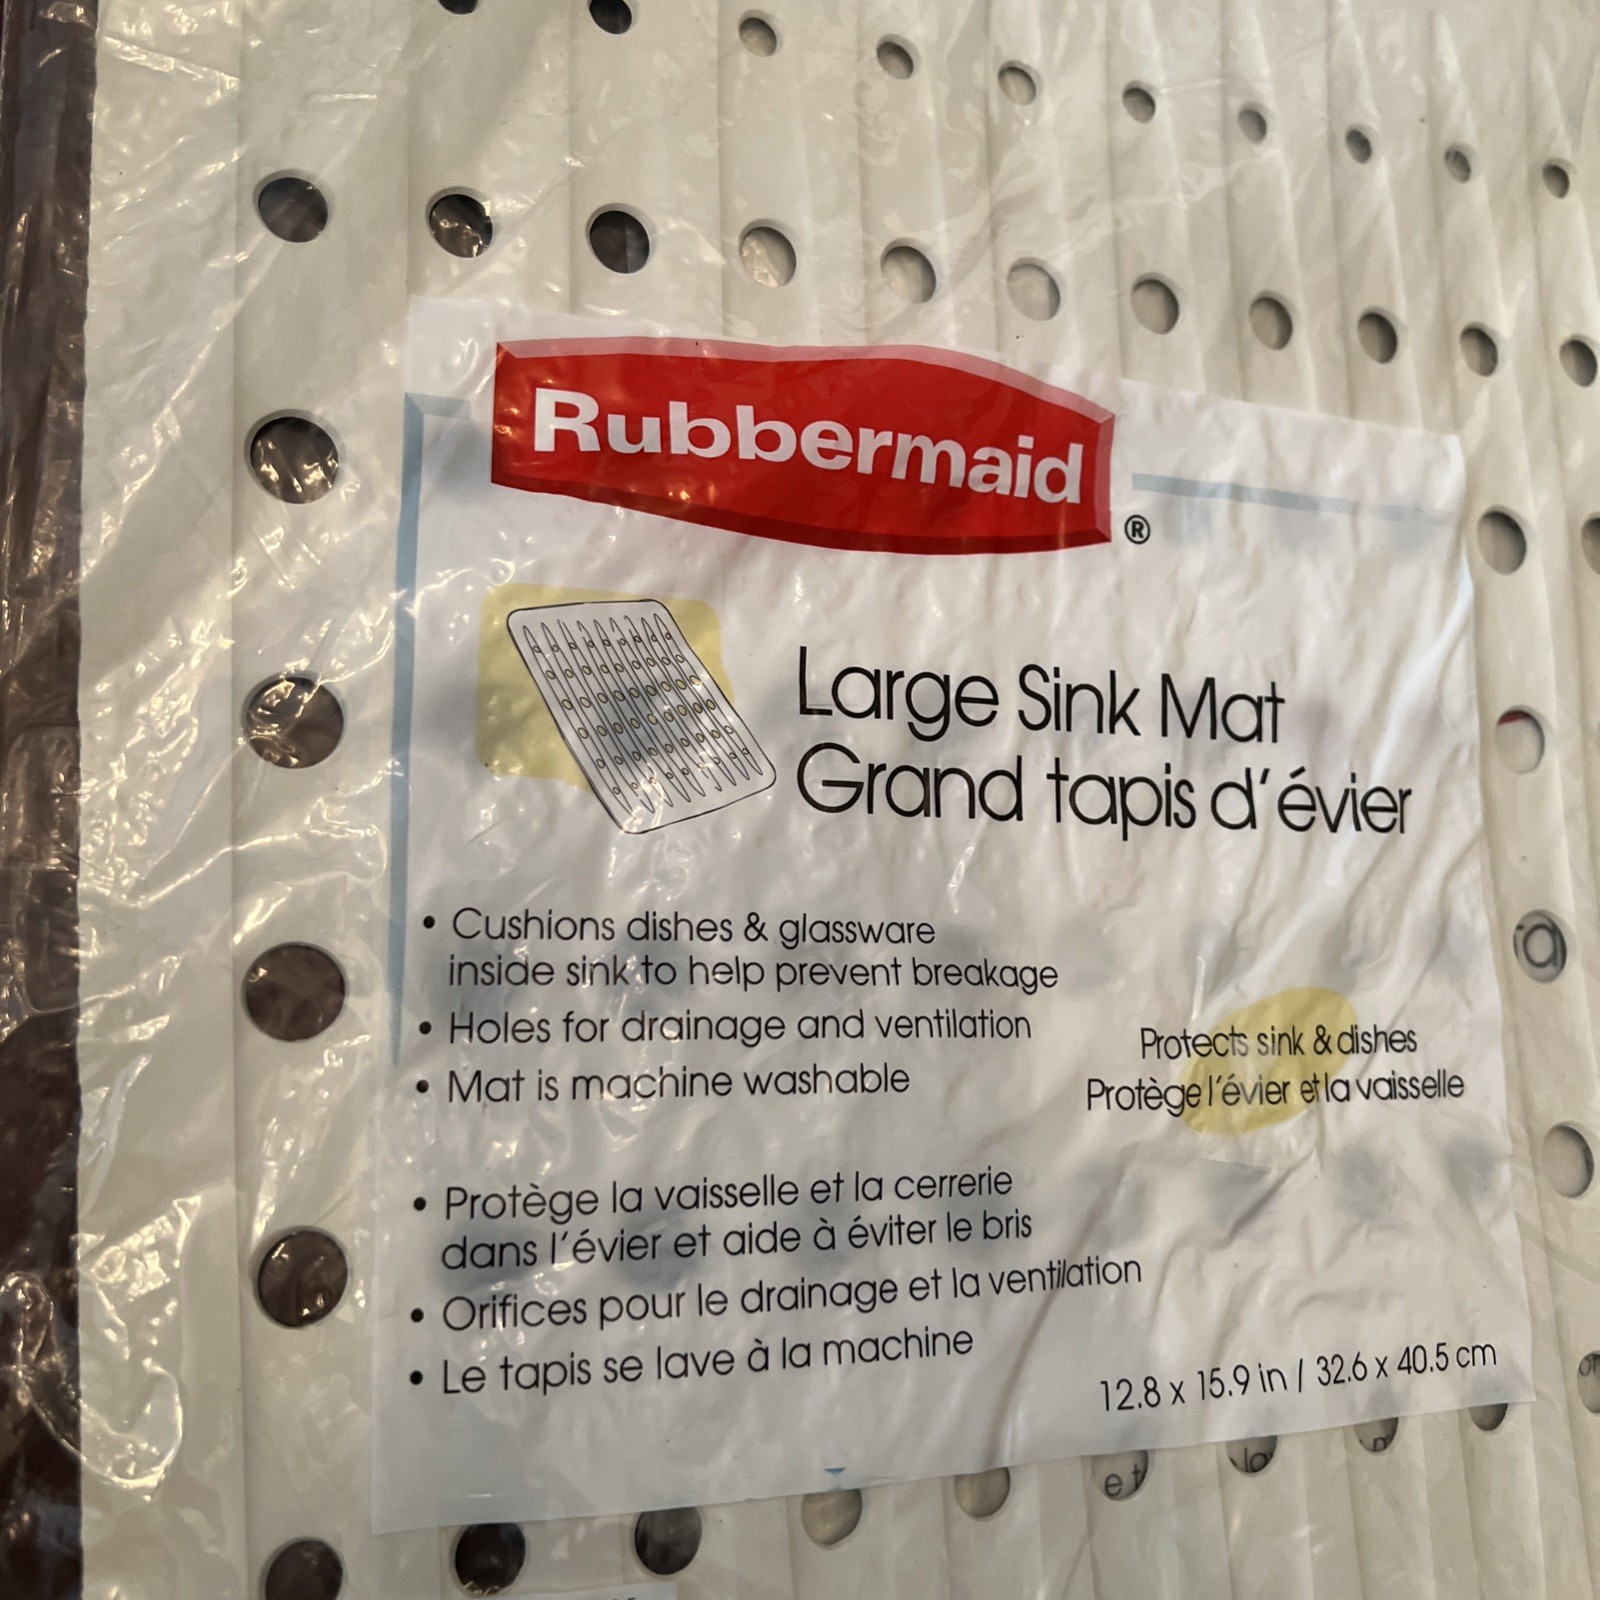 Rubbermaid
®
Large Sink Mat
Grand tapis d'évier
• Cushions dishes & glassware
inside sink to help prevent breakage
• Holes for drainage and ventilation
• Mat is machine washable
Protects sink & dishes
Protège l'évier et la vaisselle
• Protège la vaisselle et la cerrerie
dans l'évier et aide à éviter le bris
• Orifices pour le drainage et la ventilation
• Le tapis se lave à la machine
12.8 x 15.9 in / 32.6 x 40.5 cm
et